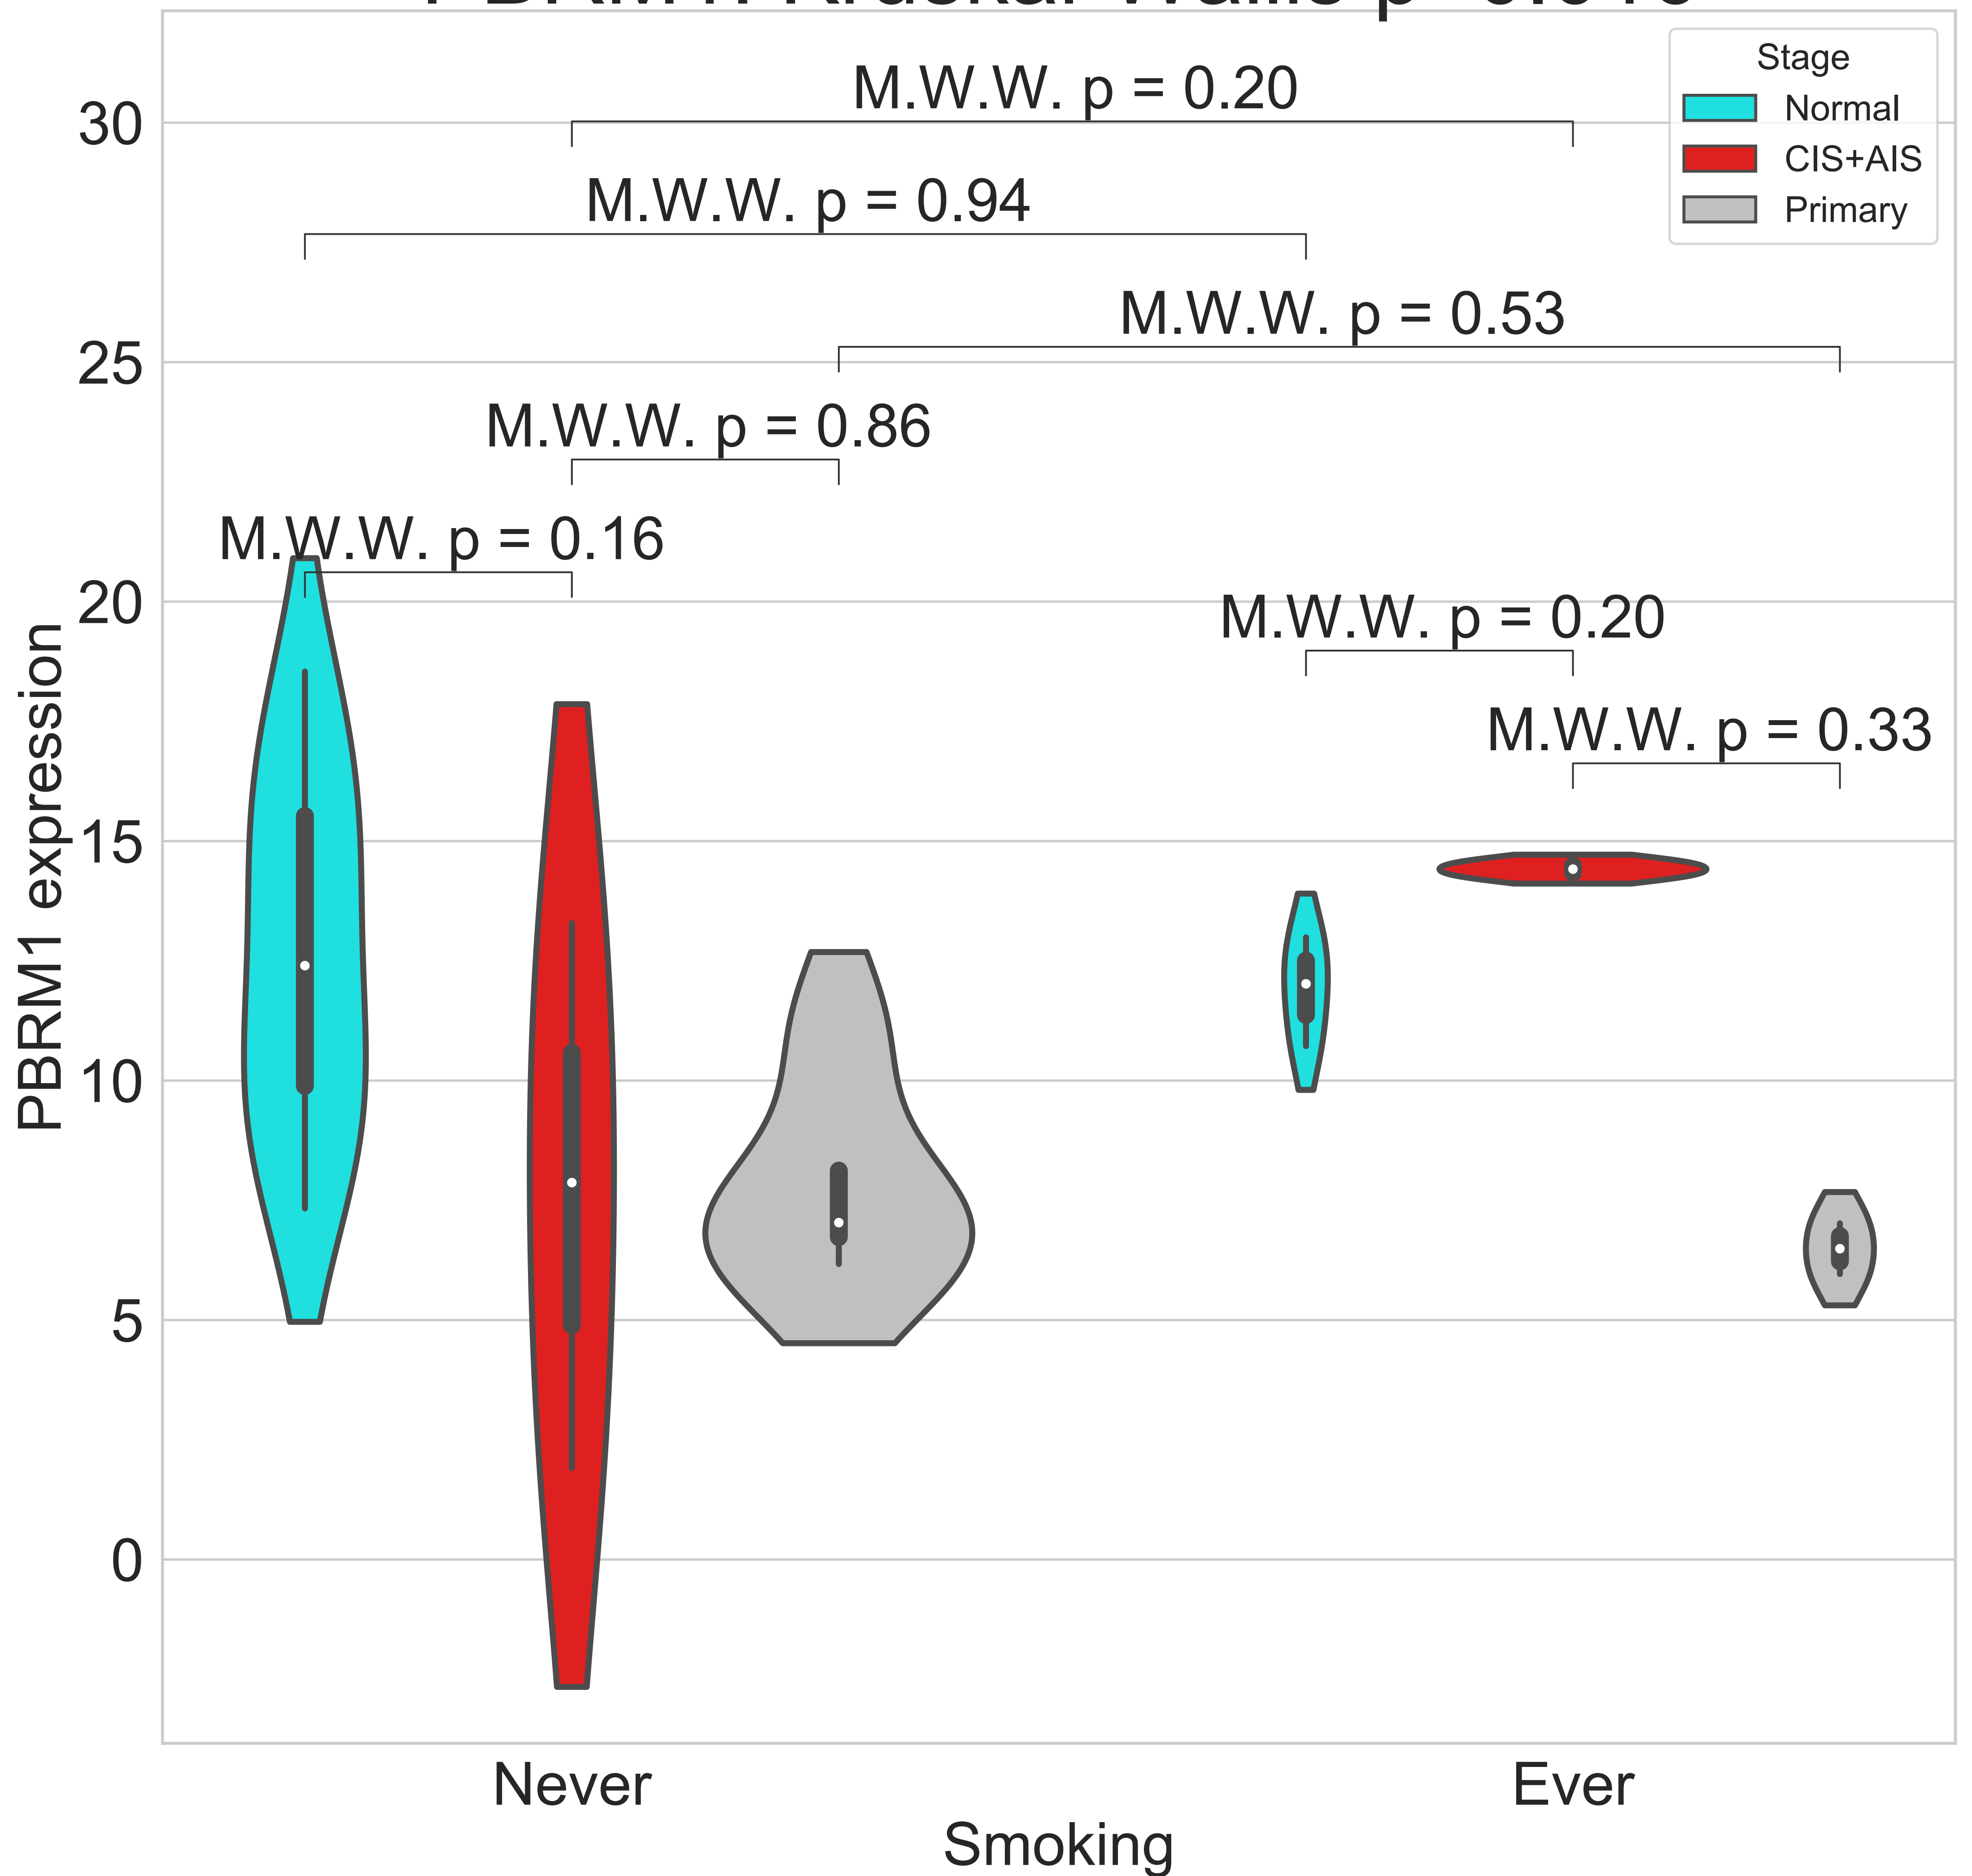 Stage
Normal
CIS+AIS
Primary
M.W.W. p = 0.20
M.W.W. p = 0.94
M.W.W. p = 0.53
M.W.W. p = 0.86
M.W.W. p = 0.16
M.W.W. p = 0.20
M.W.W. p = 0.33
30
25
20
15
10
5
0
PBRM1 expression
Never
Ever
Smoking